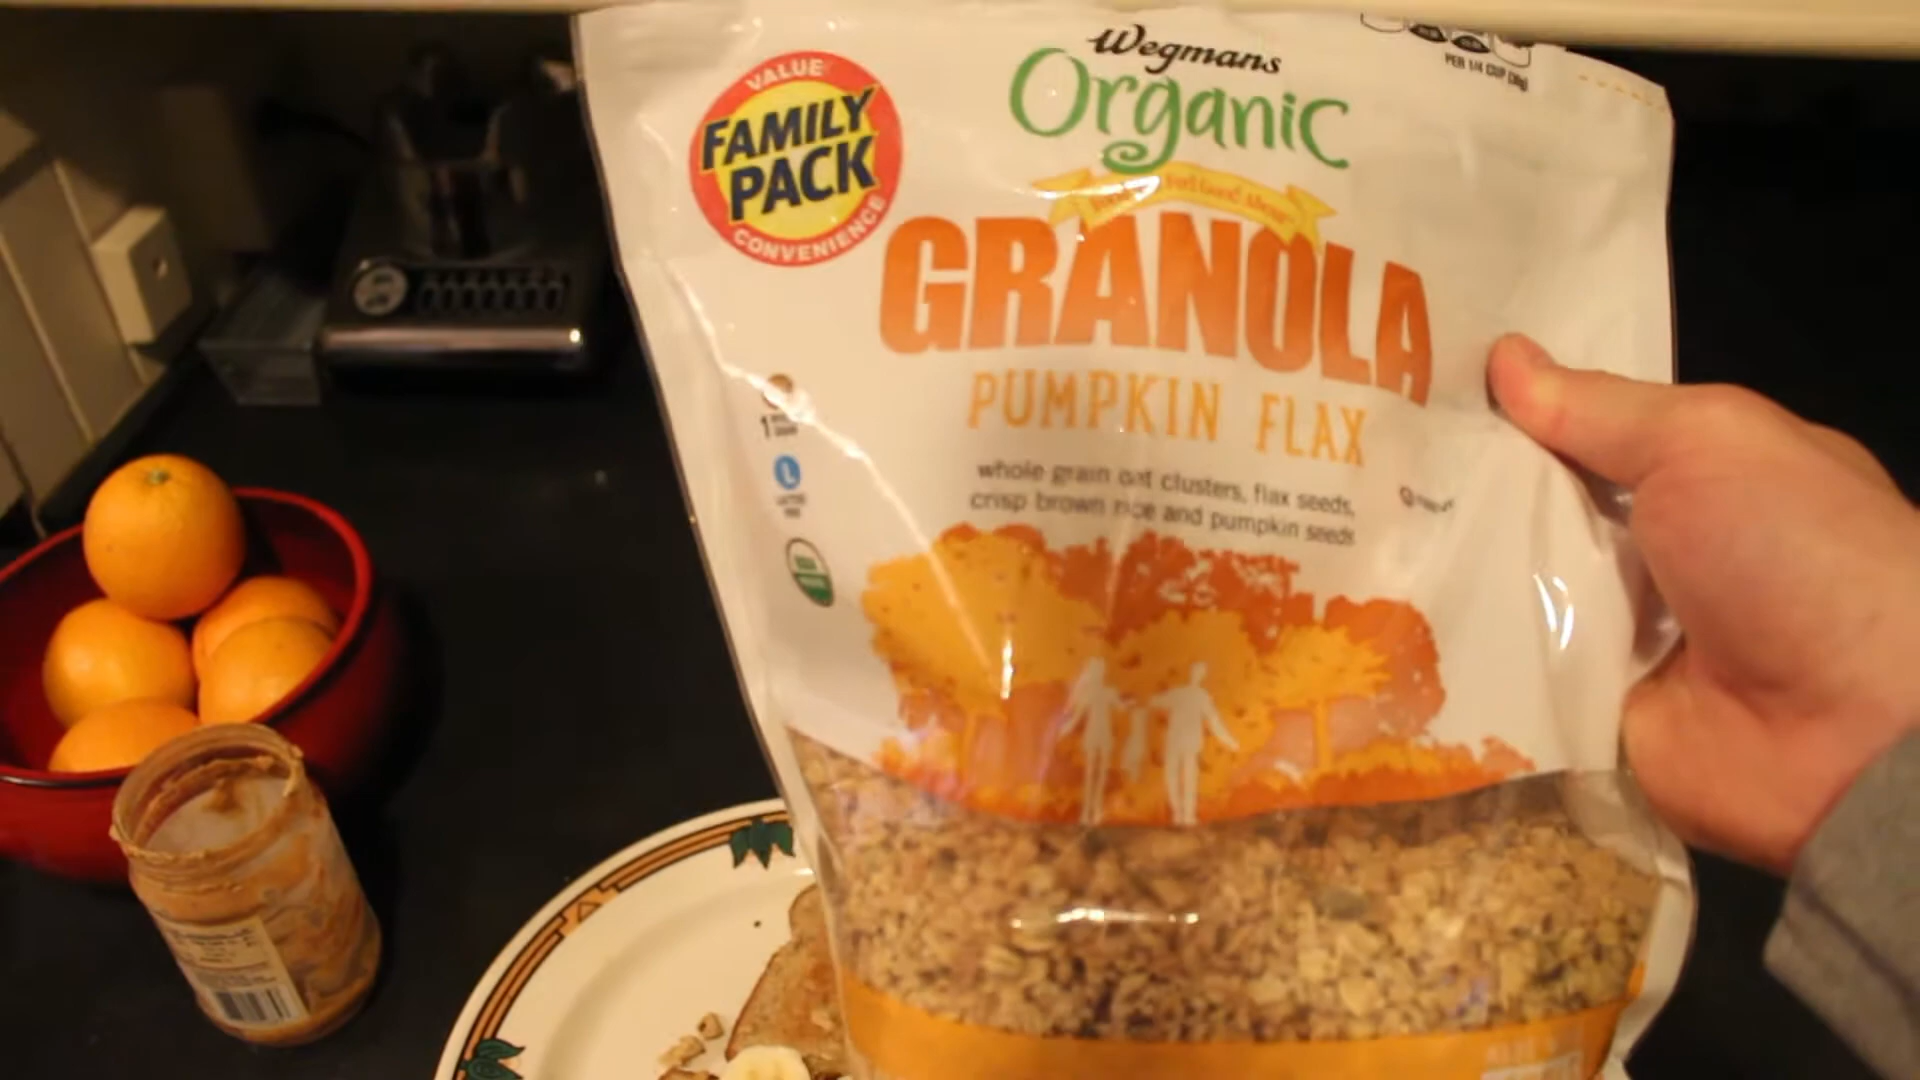 Wegmans
Organic
VALUE
FAMILY
PACK
CONVENIENCE
PER 1/4 CUP
GRANOLA
PUMPKIN FLAX
whole grain oat clusters, flax seeds,
crisp brown rice and pumpkin seeds
1
L